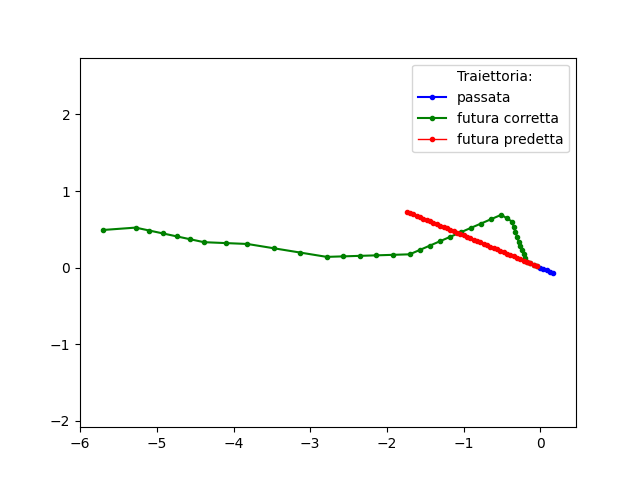 Traiettoria:
passata
futura corretta
futura predetta
2
1
0
−1
−2
−6 −5 −4 −3 −2 −1 0